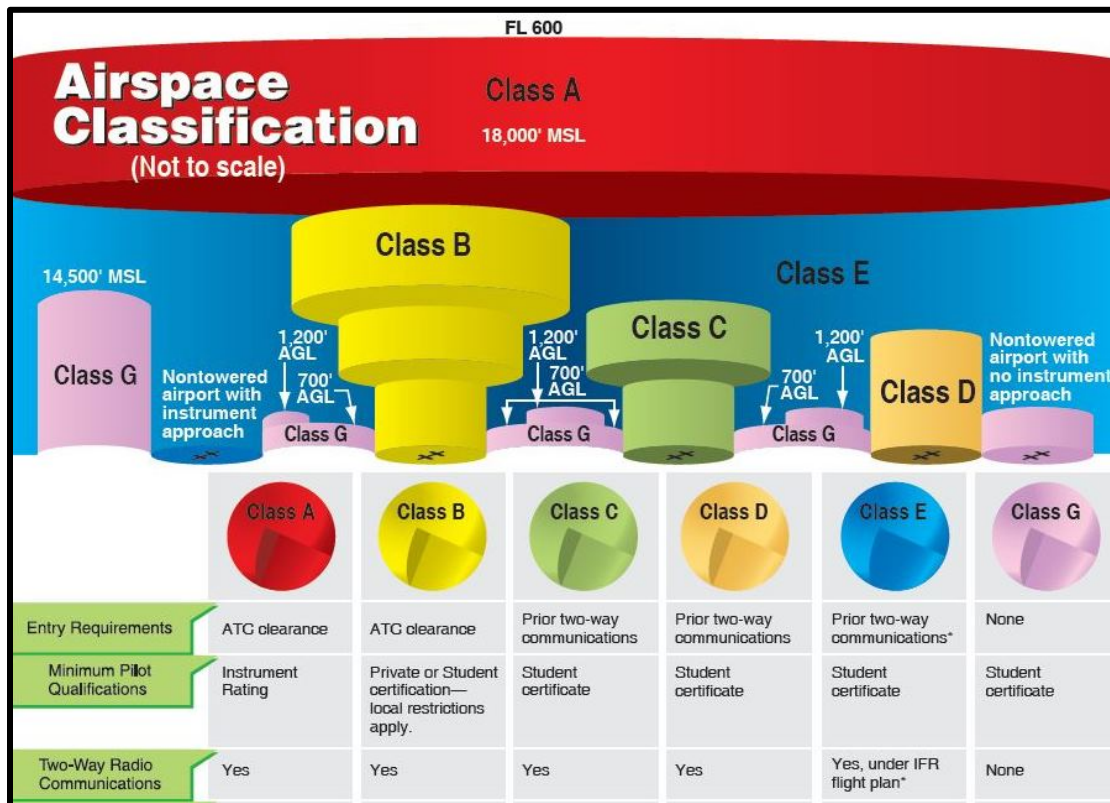 FL 600
Airspace
Classification
(Not to scale)
Class A
18,000' MSL
Class B
14,500' MSL
Class E
Class C
Class G
Nontowered
airport with
instrument
approach
1,200'
AGL
700'
AGL
Class G
1,200'
AGL
700'
AGL
Class G
700'
AGL
1,200'
AGL
Class G
Class D
Nontowered
airport with
no instrument
approach
Class A
Class B
Class C
Class D
Class E
Class G
Entry Requirements
ATC clearance
ATC clearance
Prior two-way
communications
Prior two-way
communications
Prior two-way
communications*
None
Minimum Pilot
Qualifications
Instrument
Rating
Private or Student
certification—
local restrictions
apply.
Student
certificate
Student
certificate
Student
certificate
Student
certificate
Two-Way Radio
Communications
Yes
Yes
Yes
Yes
Yes, under IFR
flight plan*
None